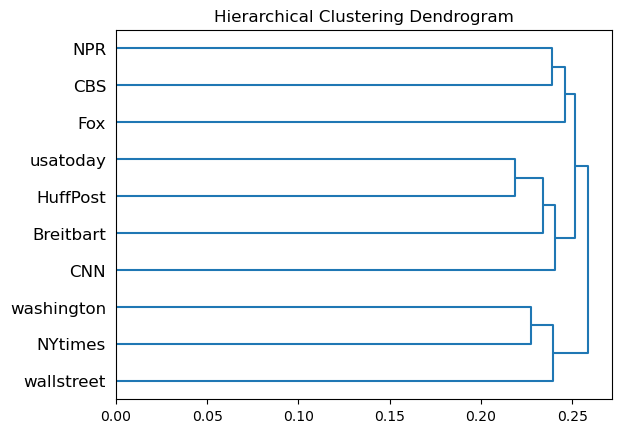 Hierarchical Clustering Dendrogram
NPR
CBS
Fox
usatoday
HuffPost
Breitbart
CNN
washington
NYtimes
wallstreet
0.00 0.05 0.10 0.15 0.20 0.25